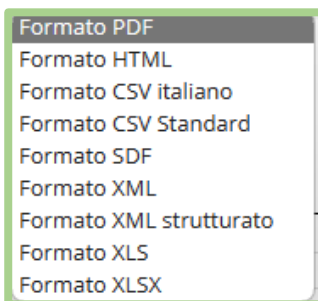 Formato PDF
Formato HTML
Formato CSV italiano
Formato CSV Standard
Formato SDF
Formato XML
Formato XML strutturato
Formato XLS
Formato XLSX